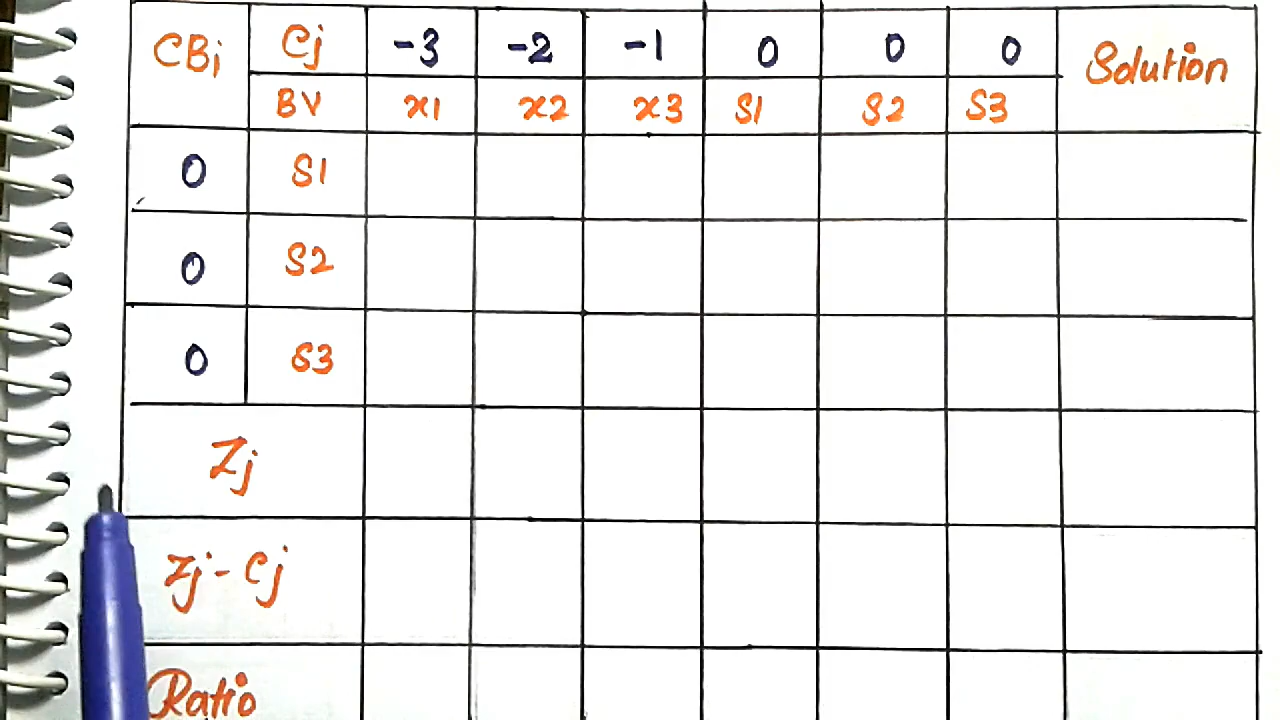 CBi Cj -3 -2 -1 0 0 0 Solution
BV x1 x2 x3 S1 S2 S3
0 S1
0 S2
0 S3
Zj
Zj - Cj
Ratio